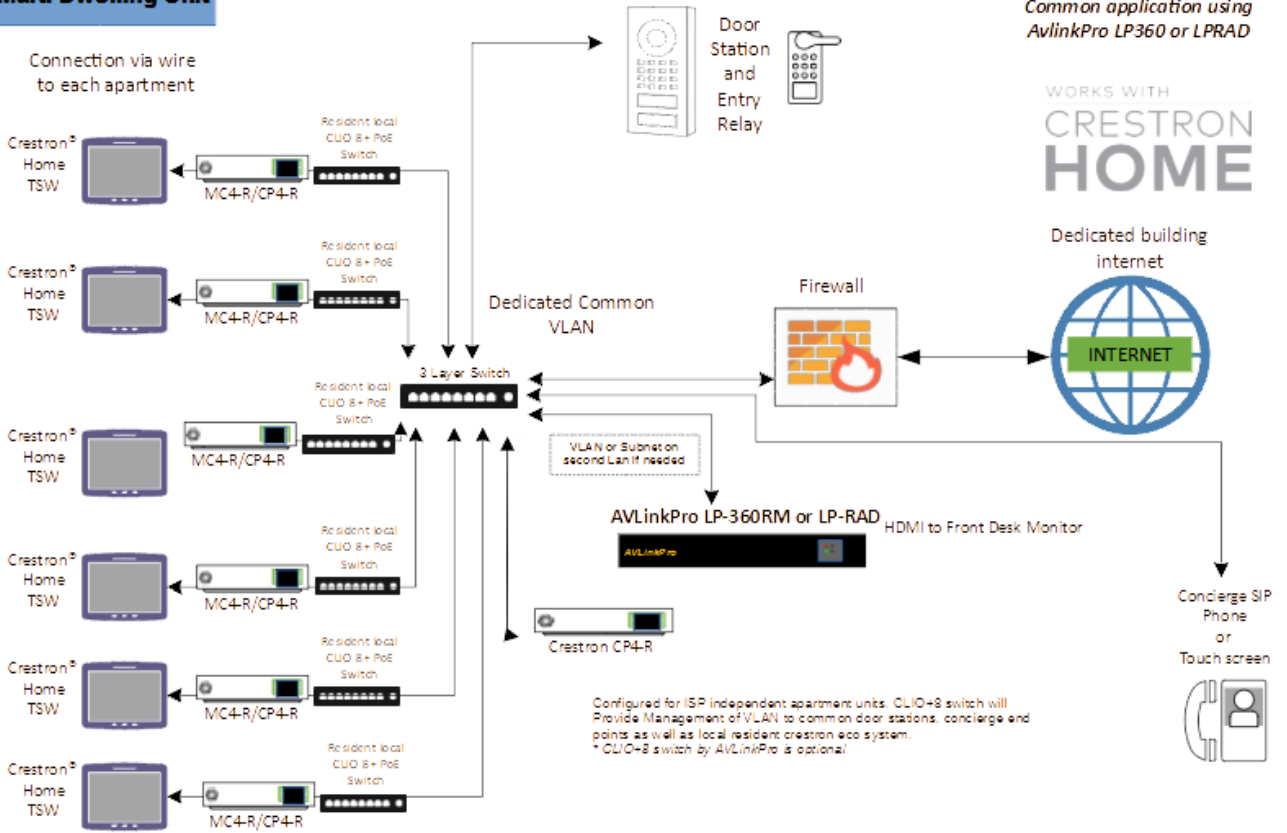 Multi Dwelling Unit
Connection via wire
to each apartment
Common application using
AvlinkPro LP360 or LPRAD
WORKS WITH
CRESTRON
HOME
Door
Station
and
Entry
Relay
Crestron®
Home
TSW
MC4-R/CP4-R
Resident local
CUO 8+ PoE
Switch
Crestron®
Home
TSW
MC4-R/CP4-R
Resident local
CUO 8+ PoE
Switch
Dedicated Common
VLAN
Firewall
Dedicated building
internet
INTERNET
3 Layer Switch
Crestron®
Home
TSW
MC4-R/CP4-R
Resident local
CUO 8+ PoE
Switch
VLAN or Subnet on
second Lan if needed
AVLinkPro LP-360RM or LP-RAD
HDMI to Front Desk Monitor
AVLinkPro
Crestron®
Home
TSW
MC4-R/CP4-R
Resident local
CUO 8+ PoE
Switch
Crestron CP4-R
Concierge SIP
Phone
or
Touch screen
Crestron®
Home
TSW
MC4-R/CP4-R
Resident local
CUO 8+ PoE
Switch
Configured for ISP independent apartment units. CLIO+8 switch will
Provide Management of VLAN to common door stations, concierge end
points as well as local resident crestron eco system.
* CLIO+8 switch by AVLinkPro is optional
Crestron®
Home
TSW
MC4-R/CP4-R
Resident local
CUO 8+ PoE
Switch